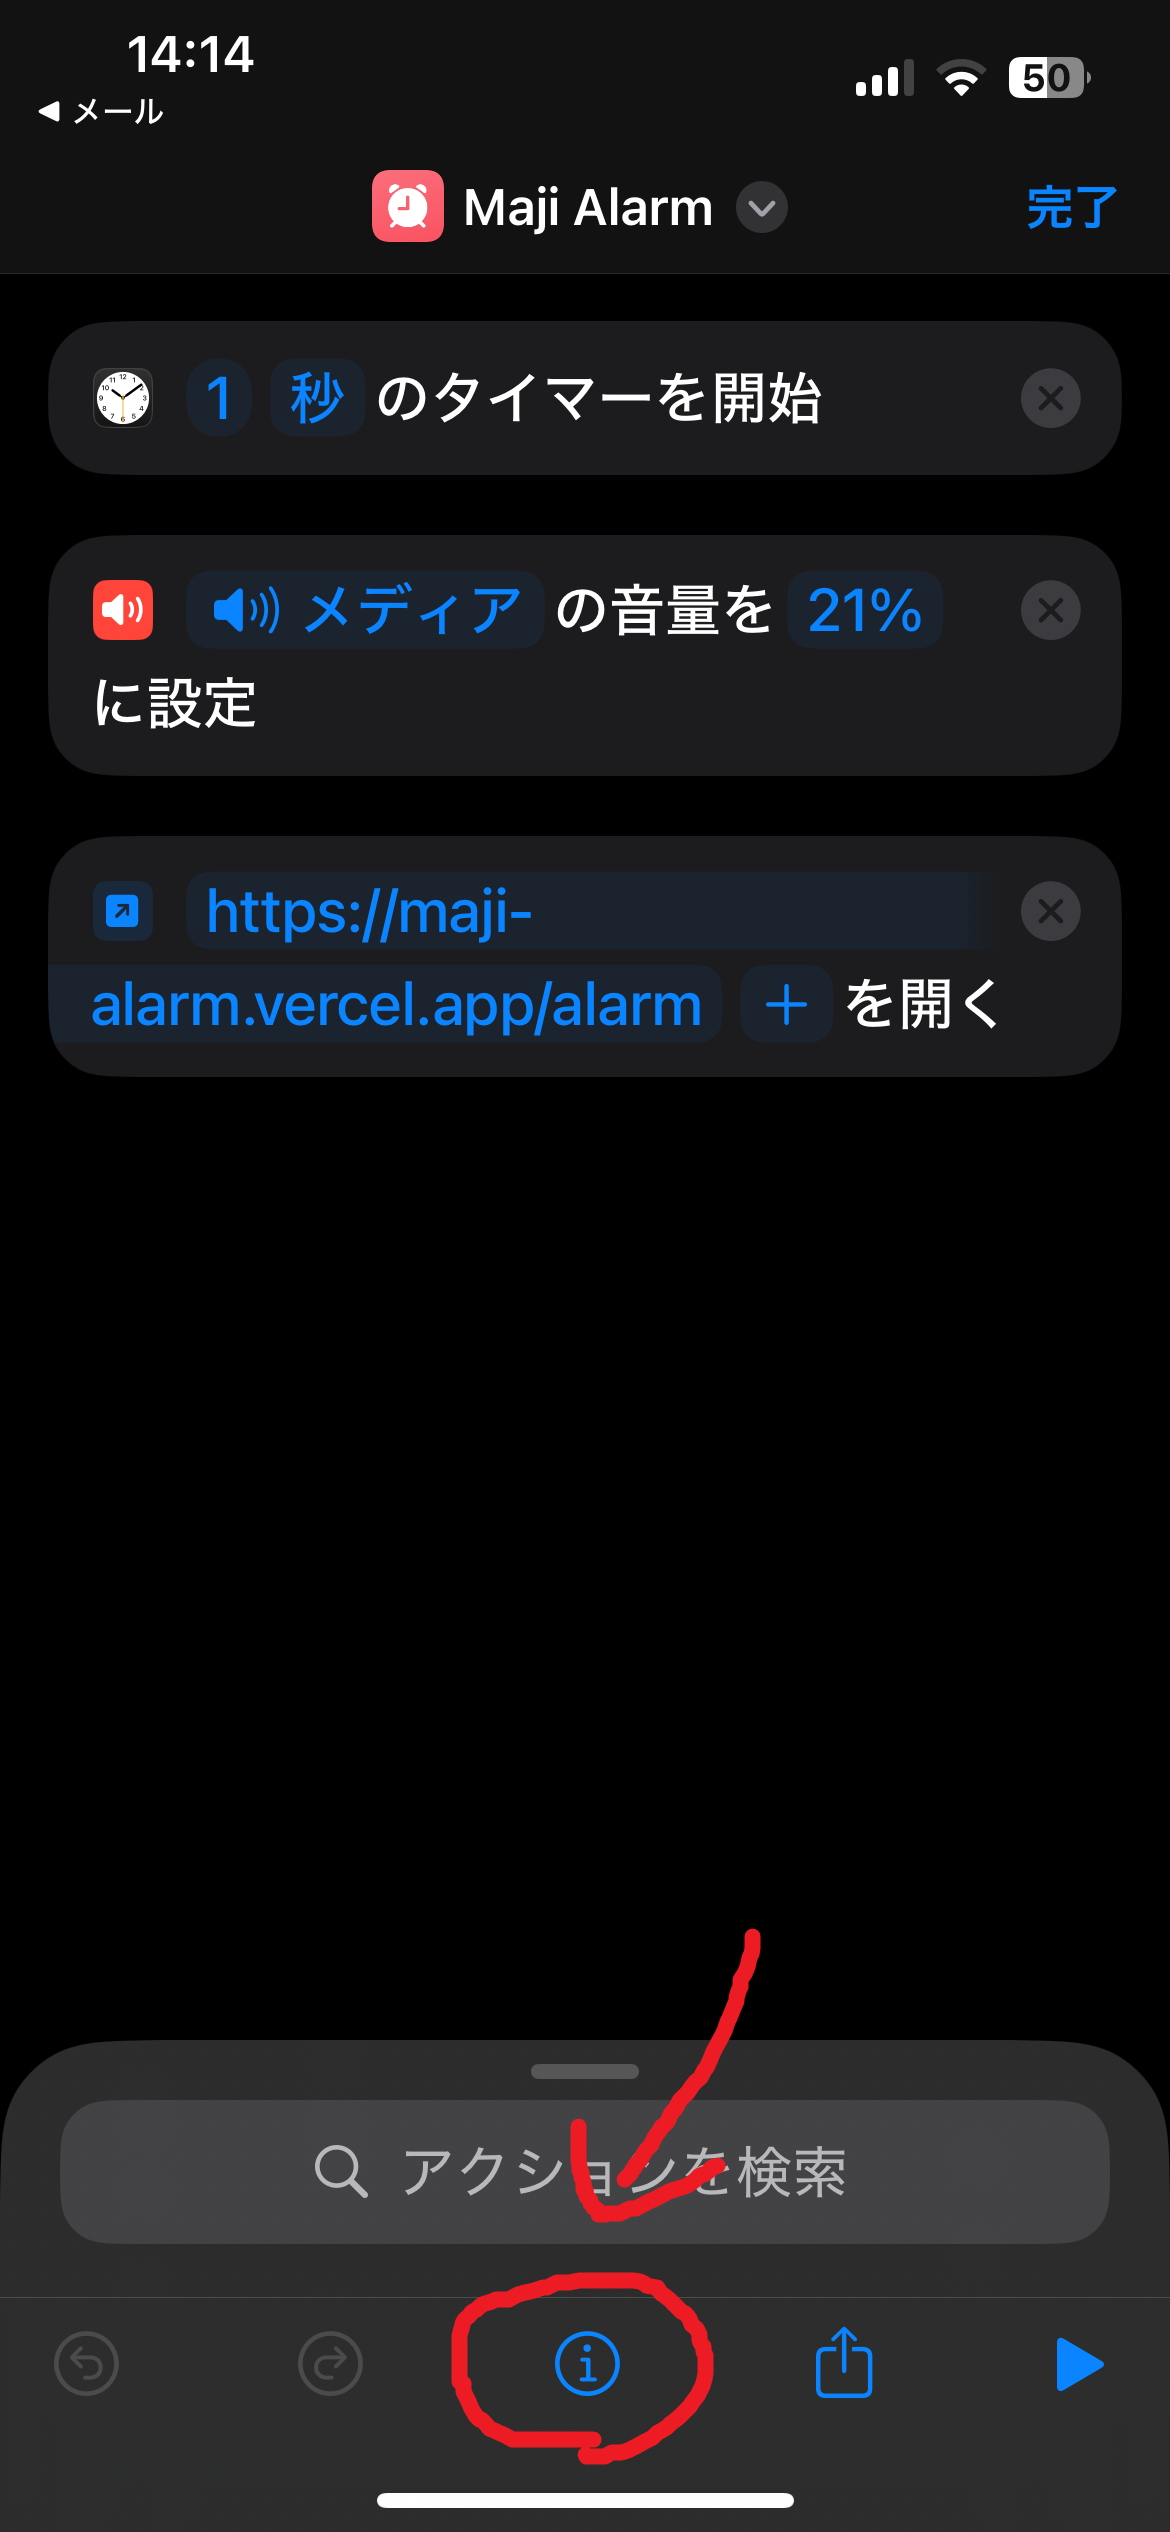 14:14
メール
50
Maji Alarm
完了
1 秒 のタイマーを開始
メディア の音量を 21%
に設定
https://maji-
alarm.vercel.app/alarm を開く
アクションを検索